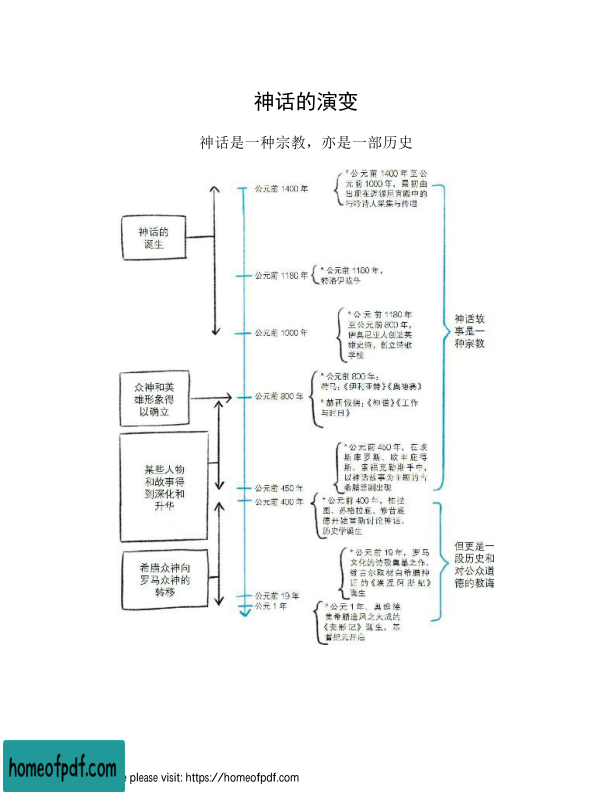 神话的演变
神话是一种宗教，亦是一部历史
公元前 1400 年
*公元前 1400 年至公
元前 1000 年，最初由
出现在迈锡尼宫殿中的
行吟诗人采集与传唱
神话的
诞生
公元前 1180 年
*公元前 1180 年，
特洛伊战争
公元前 1000 年
*公元前 1180 年
至公元前 800 年，
伊奥尼亚人创造英
雄史诗，创立诗歌
学校
神话故
事是一
种宗教
众神和英
雄形象得
以确立
公元前 800 年
*公元前 800 年：
荷马：《伊利亚特》《奥德赛》
*赫西俄德：《神谱》《工作
与时日》
某些人物
和故事得
到深化和
升华
*公元前 450 年，在埃
斯库罗斯、欧里庇得
斯、索福克勒斯手中，
以神话故事为主题的古
希腊悲剧出现
公元前 450 年
公元前 400 年
*公元前 400 年，柏拉
图、苏格拉底、修昔底
德开始重新讨论神话，
历史学诞生
但更是一
段历史和
对公众道
德的教诲
希腊众神向
罗马众神的
转移
*公元前 19 年，罗马
文化的诗歌奠基之作、
维吉尔取材自希腊神
话的《埃涅阿斯纪》
诞生
公元前 19 年
公元 1 年
*公元 1 年，奥维德
集希腊遗风之大成的
《变形记》诞生，基
督纪元开启
homeofpdf.com
e please visit: https://homeofpdf.com